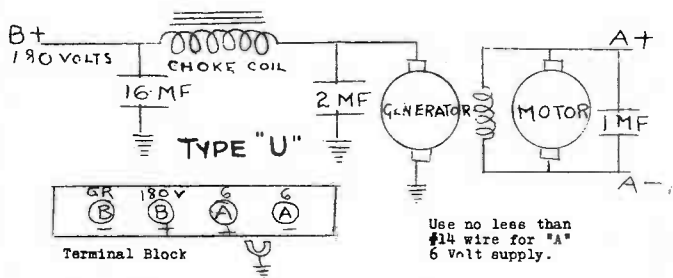 B+
180 VOLTS
CHOKE COIL
16 MF
2 MF
GENERATOR
MOTOR
A+
1 MF
A-
TYPE "U"
GR 180V 6 6
B B A A
- + + -
Terminal Block
Use no less than
#14 wire for "A"
6 Volt supply.